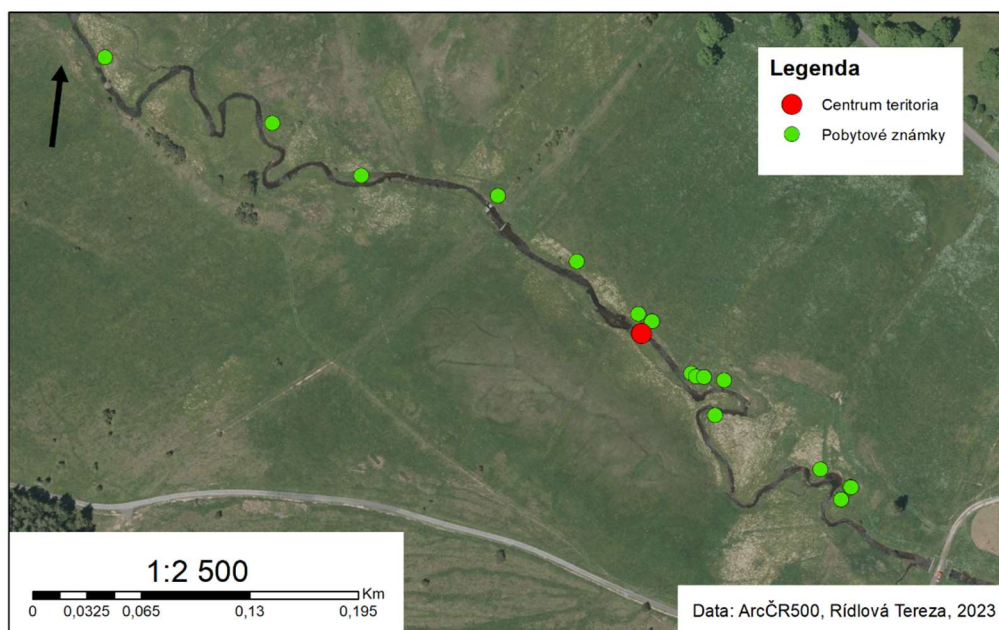 Legenda
Centrum teritoria
Pobytové známky
1:2 500
Km
0 0,0325 0,065 0,13 0,195
Data: ArcČR500, Rídlová Tereza, 2023